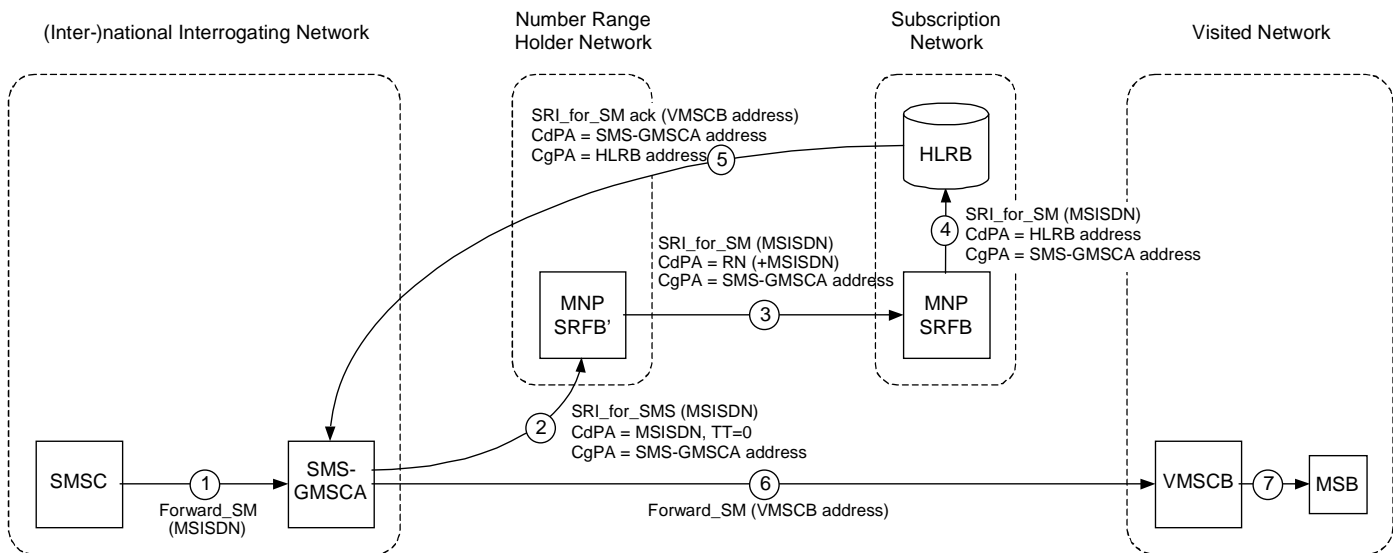 (Inter-)national Interrogating Network
Number Range
Holder Network
Subscription
Network
Visited Network
SRI_for_SM ack (VMSCB address)
CdPA = SMS-GMSCA address
CgPA = HLRB address
5
HLRB
4
SRI_for_SM (MSISDN)
CdPA = HLRB address
CgPA = SMS-GMSCA address
SRI_for_SM (MSISDN)
CdPA = RN (+MSISDN)
CgPA = SMS-GMSCA address
MNP
SRFB’
3
MNP
SRFB
2
SRI_for_SMS (MSISDN)
CdPA = MSISDN, TT=0
CgPA = SMS-GMSCA address
SMSC
1
Forward_SM
(MSISDN)
SMS-
GMSCA
6
Forward_SM (VMSCB address)
VMSCB
7
MSB